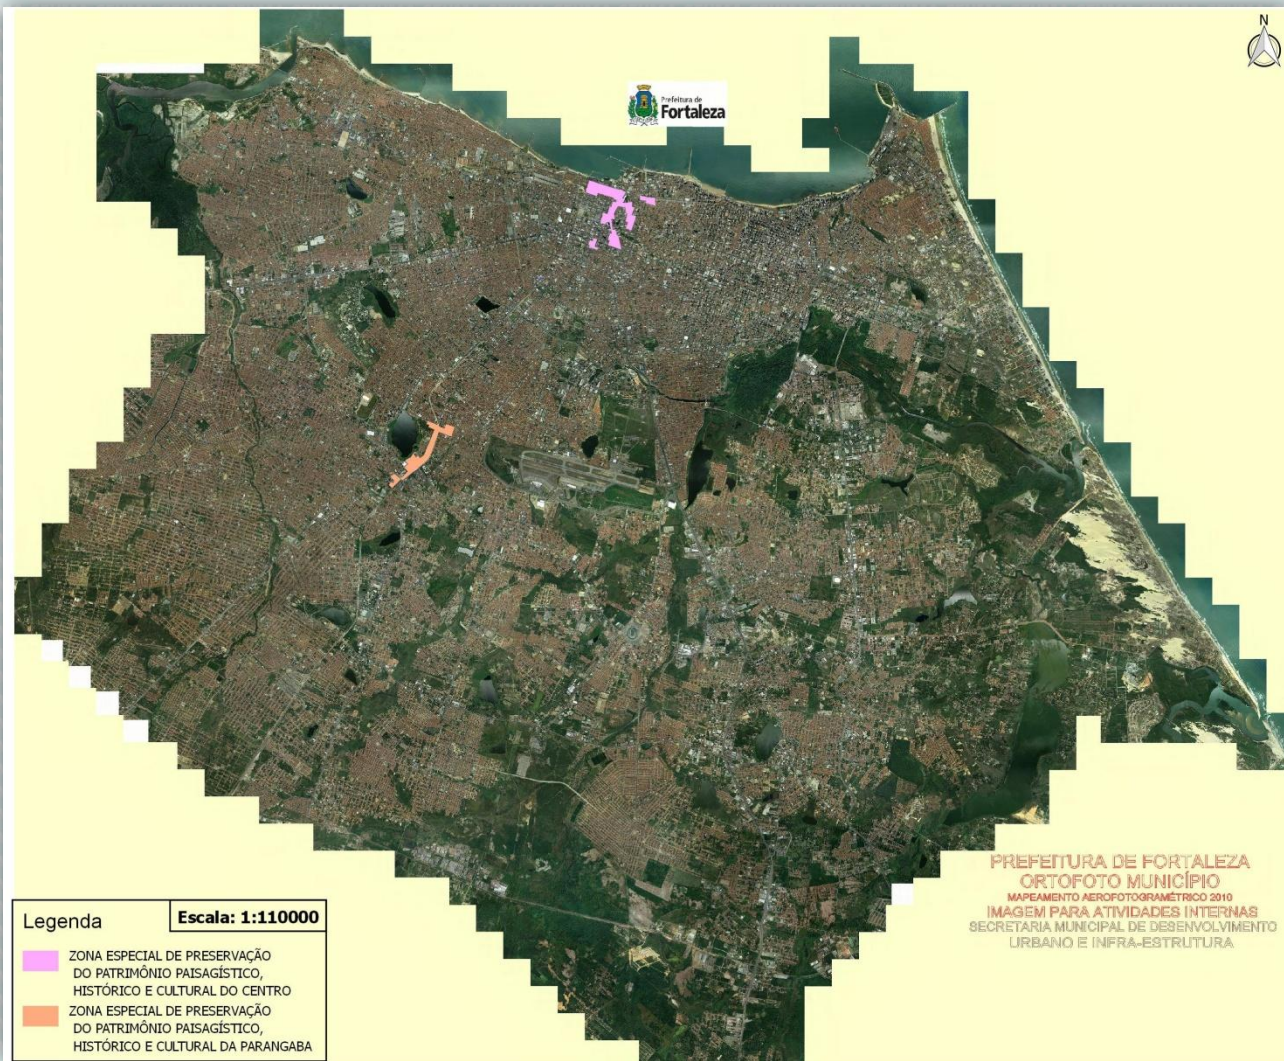 N
Prefeitura de
Fortaleza
PREFEITURA DE FORTALEZA
ORTOFOTO MUNICÍPIO
MAPEAMENTO AEROFOTOGRAMÉTRICO 2010
IMAGEM PARA ATIVIDADES INTERNAS
SECRETARIA MUNICIPAL DE DESENVOLVIMENTO
URBANO E INFRA-ESTRUTURA
Legenda
Escala: 1:110000
ZONA ESPECIAL DE PRESERVAÇÃO
DO PATRIMÔNIO PAISAGÍSTICO,
HISTÓRICO E CULTURAL DO CENTRO
ZONA ESPECIAL DE PRESERVAÇÃO
DO PATRIMÔNIO PAISAGÍSTICO,
HISTÓRICO E CULTURAL DA PARANGABA